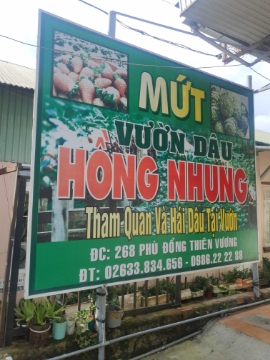 MỨT
VƯỜN DÂU
HỒNG NHUNG
Tham Quan Và Hái Dâu Tại Vườn
ĐC: 268 PHÙ ĐỔNG THIÊN VƯƠNG
ĐT: 02633.834.656 - 0986.22 22 98